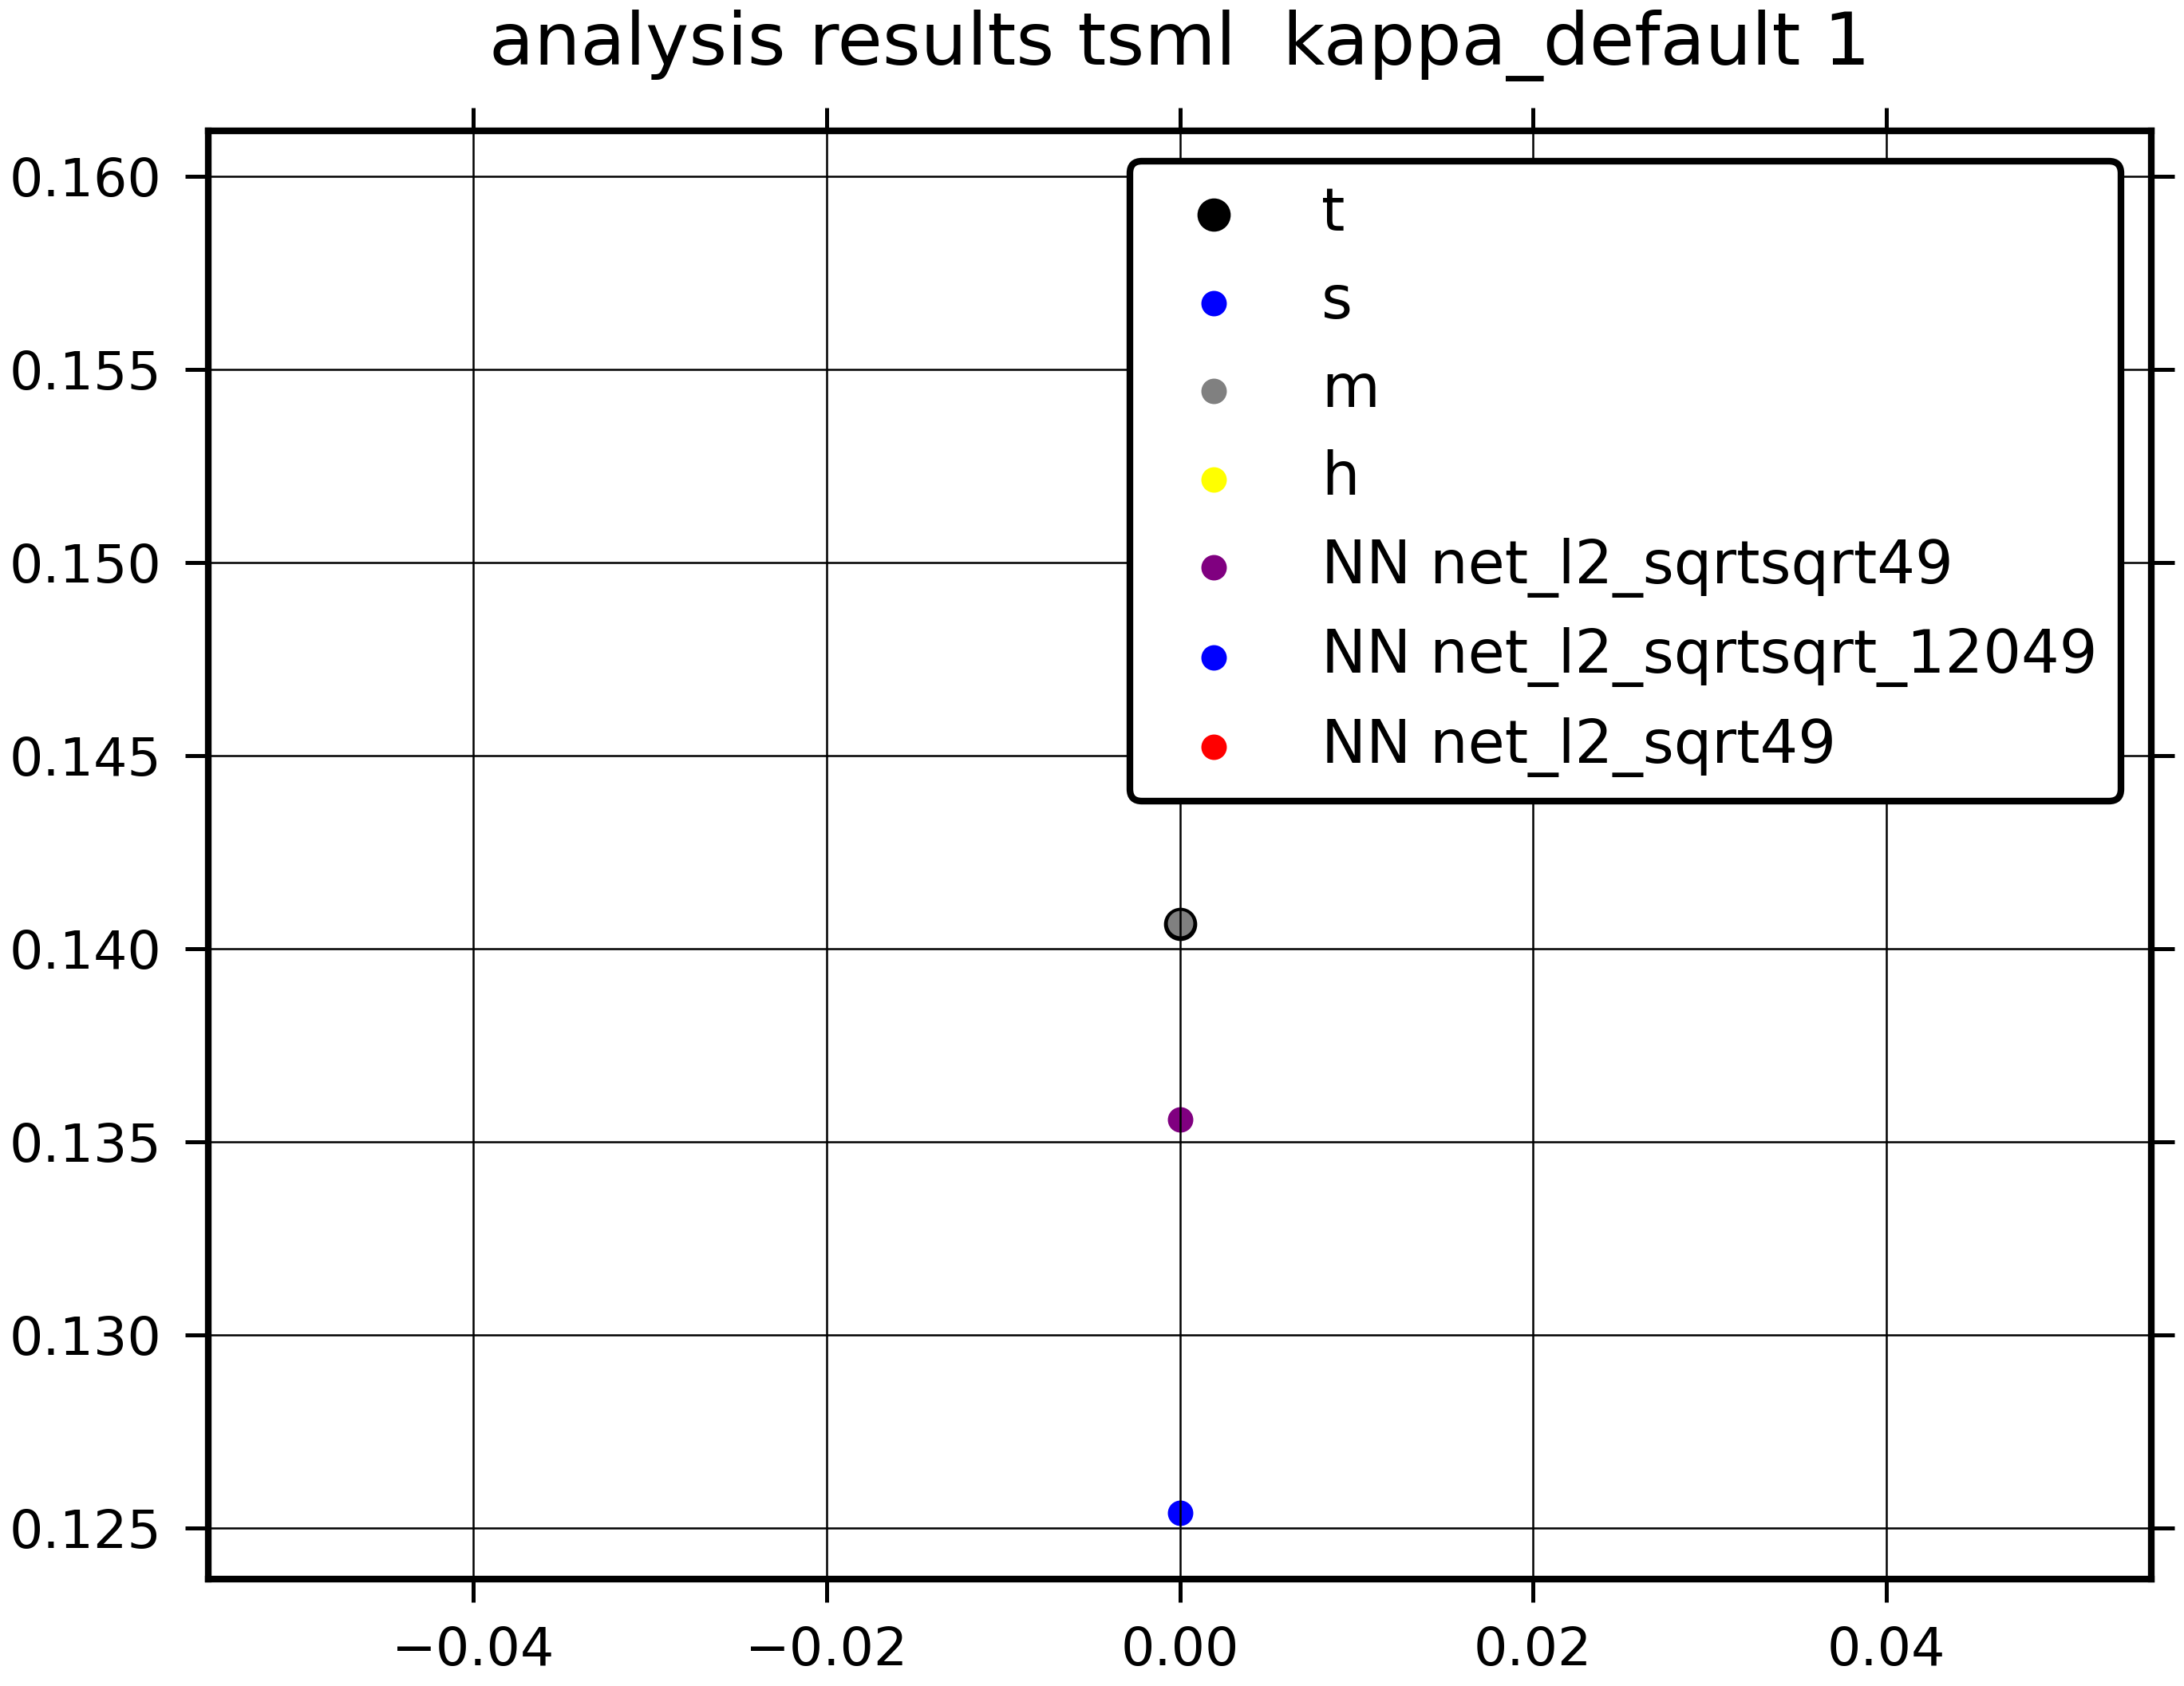 analysis results tsml  kappa_default 1
0.160
0.155
0.150
0.145
0.140
0.135
0.130
0.125
t
s
m
h
NN net_l2_sqrtsqrt49
NN net_l2_sqrtsqrt_12049
NN net_l2_sqrt49
−0.04 −0.02 0.00 0.02 0.04